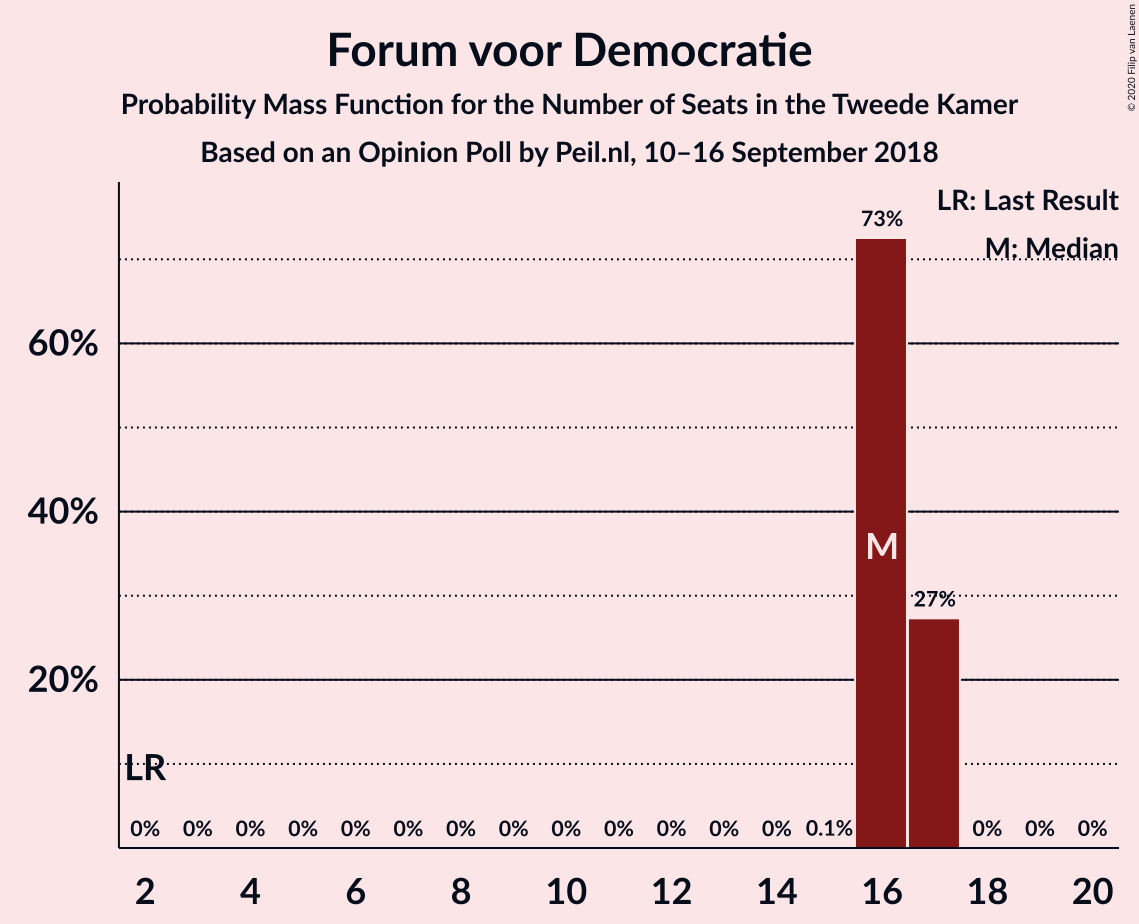 Forum voor Democratie
Probability Mass Function for the Number of Seats in the Tweede Kamer
Based on an Opinion Poll by Peil.nl, 10–16 September 2018
© 2020 Filip van Laenen
LR: Last Result
M: Median
73%
60%
40%
M
27%
20%
LR
0% 0% 0% 0% 0% 0% 0% 0% 0% 0% 0% 0% 0% 0.1% 0% 0% 0%
2 4 6 8 10 12 14 16 18 20